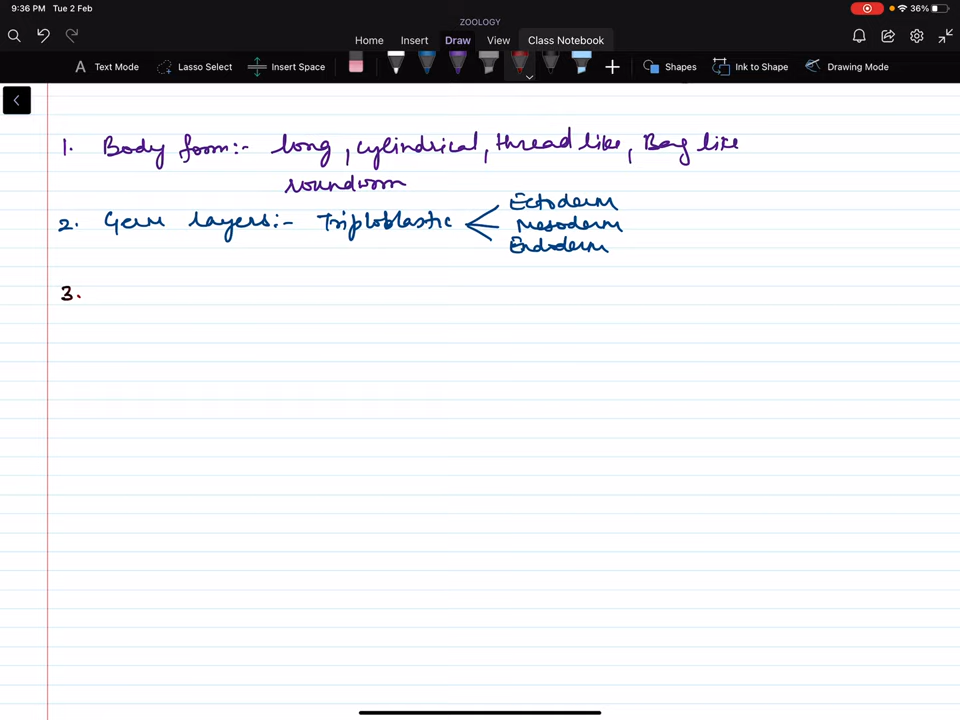 9:36 PM Tue 2 Feb
36%
ZOOLOGY
Home Insert Draw View Class Notebook
Text Mode Lasso Select Insert Space Shapes Ink to Shape Drawing Mode
1. Body form:- long, cylindrical, thread like, Bag like
roundworm
2. Germ layers:- Triploblastic
Ectoderm
Mesoderm
Endoderm
3.